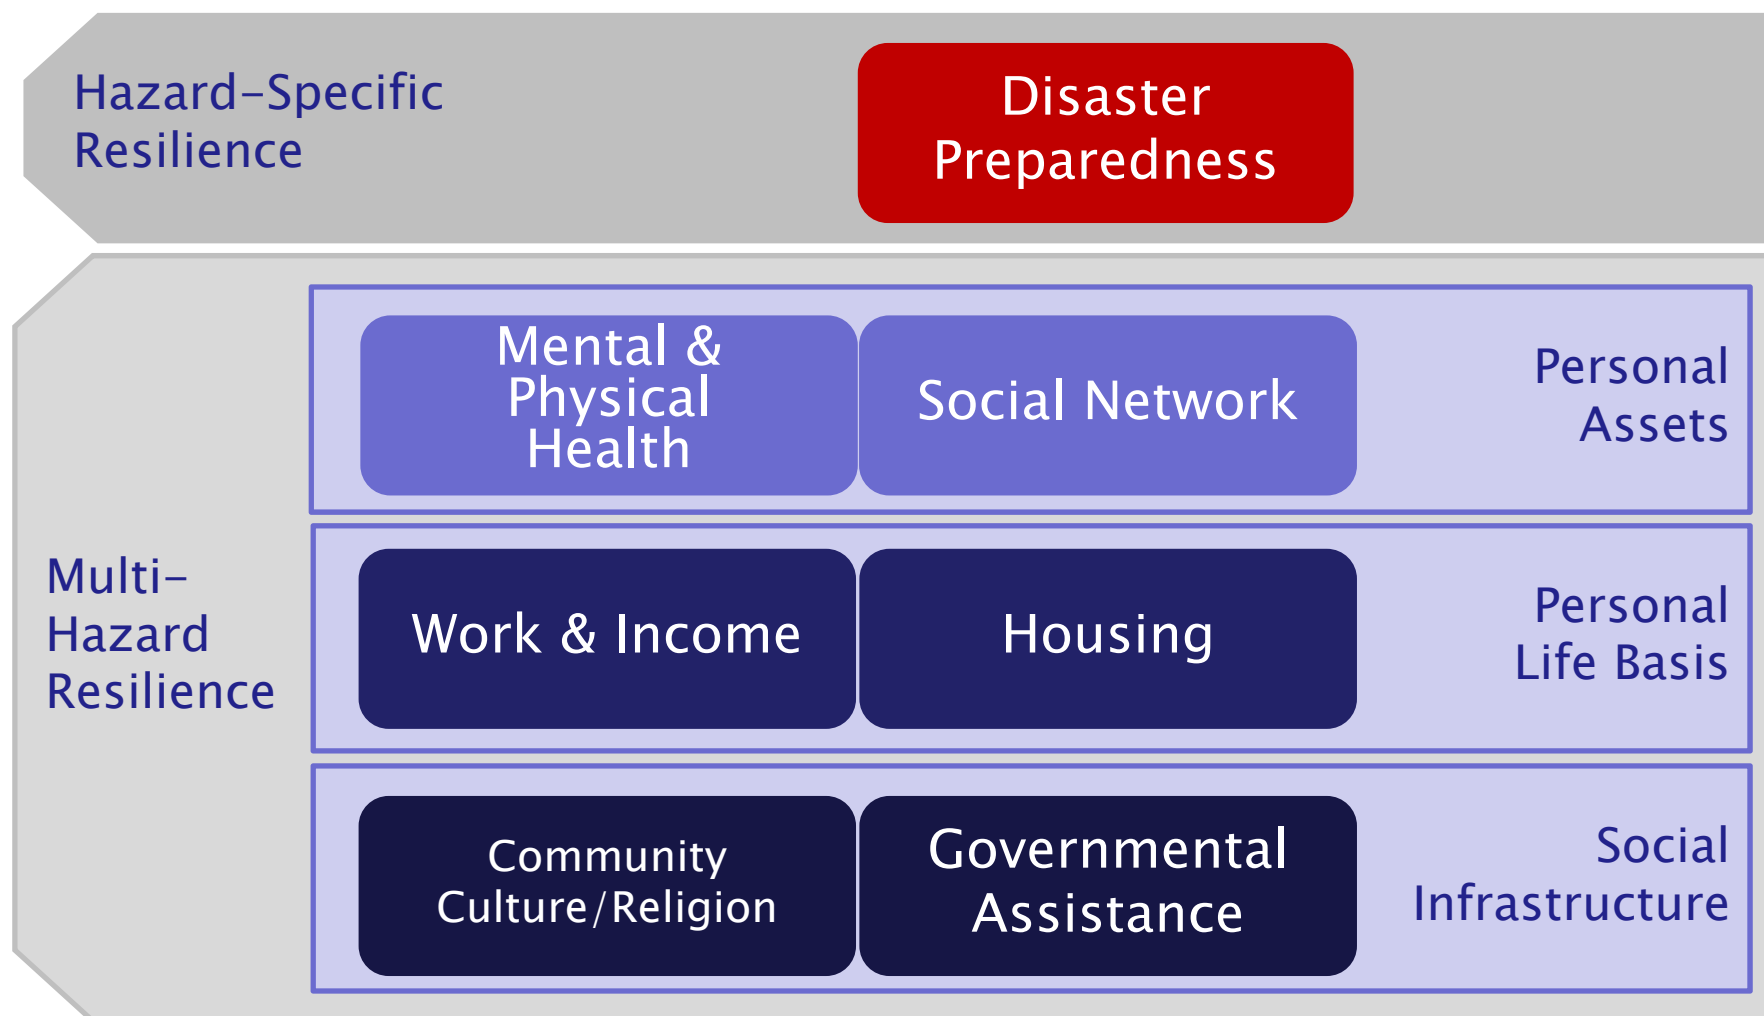 Hazard-Specific
Resilience
Disaster
Preparedness
Mental &
Physical
Health
Social Network
Personal
Assets
Multi-
Hazard
Resilience
Work & Income
Housing
Personal
Life Basis
Community
Culture/Religion
Governmental
Assistance
Social
Infrastructure